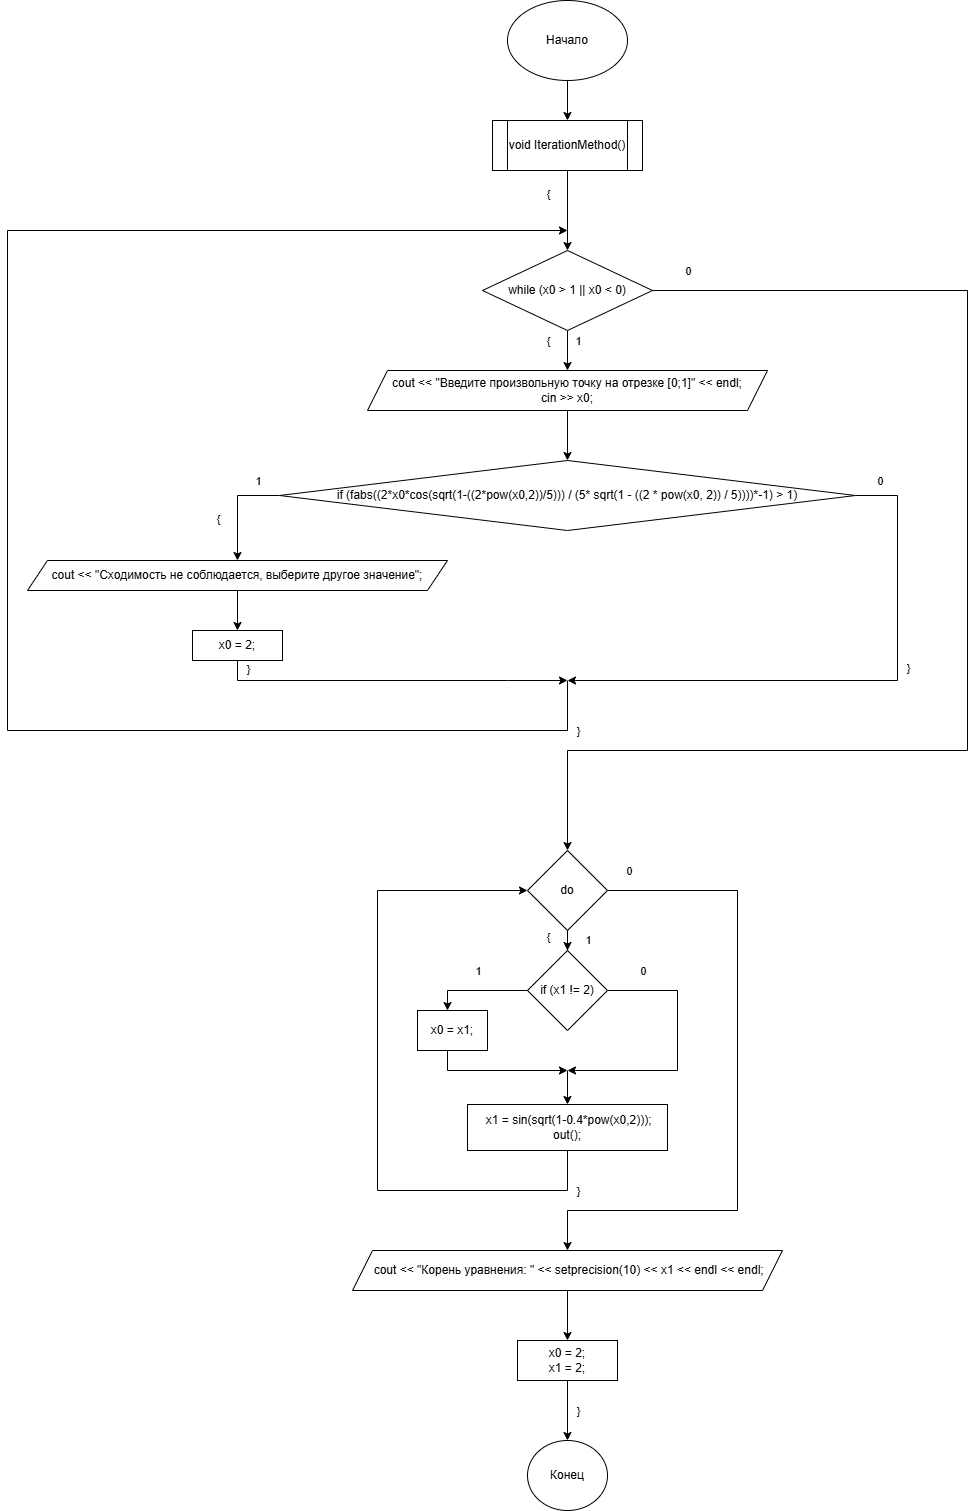 Начало
void IterationMethod()
{
0
while (x0 > 1 || x0 < 0)
{ 1
cout << "Введите произвольную точку на отрезке [0;1]" << endl;
cin >> x0;
1
0
if (fabs((2*x0*cos(sqrt(1-((2*pow(x0,2))/5))) / (5* sqrt(1 - ((2 * pow(x0, 2)) / 5))))*-1) > 1)
{
cout << "Сходимость не соблюдается, выберите другое значение";
x0 = 2;
}
}
}
0
do
{ 1
1
0
if (x1 != 2)
x0 = x1;
x1 = sin(sqrt(1-0.4*pow(x0,2)));
out();
}
cout << "Корень уравнения: " << setprecision(10) << x1 << endl << endl;
x0 = 2;
x1 = 2;
}
Конец